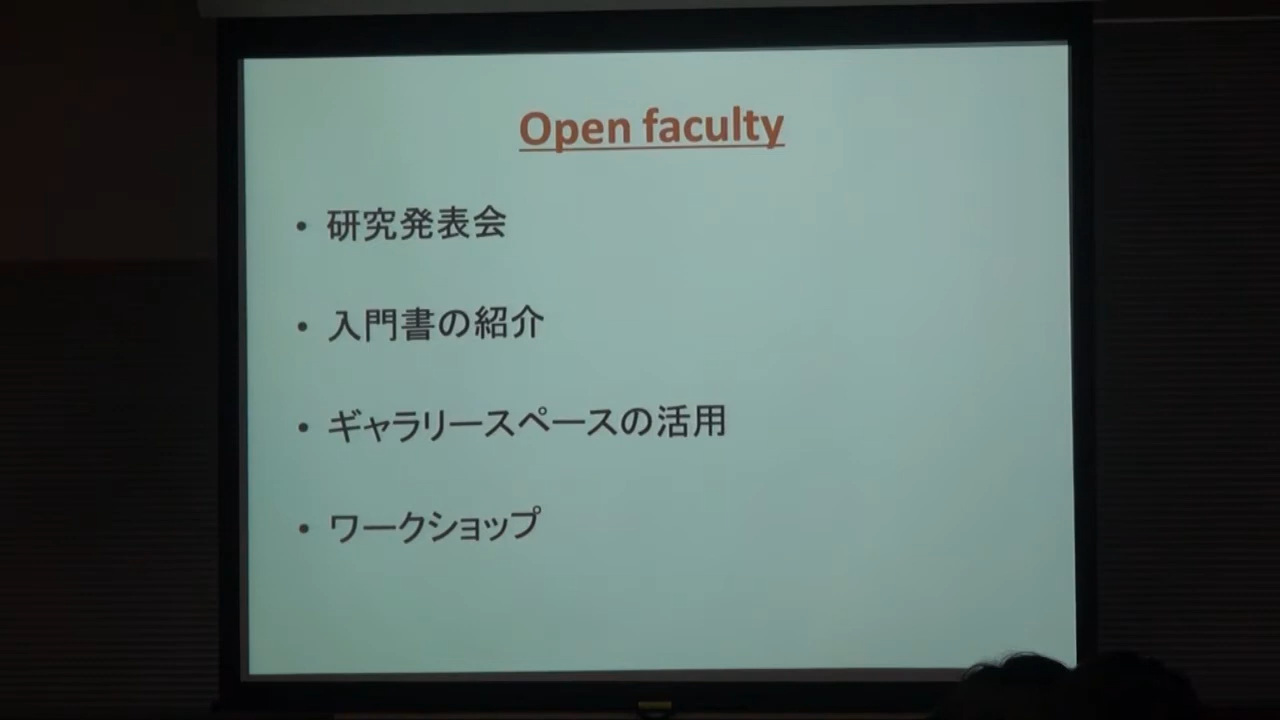 Open faculty
• 研究発表会
• 入門書の紹介
• ギャラリースペースの活用
• ワークショップ